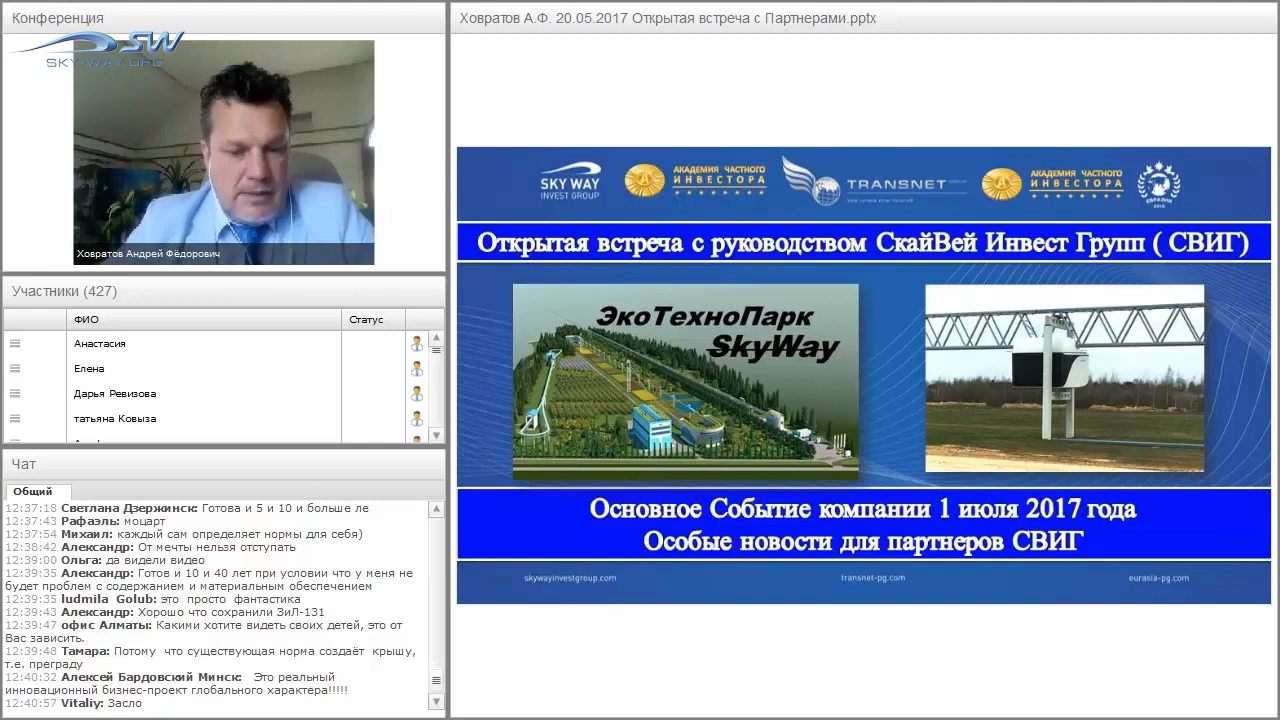 Конференция
SW
SKY-WAY.ORG
Ховратов Андрей Фёдорович
Участники (427)
ФИО Статус
Анастасия
Елена
Дарья Ревизова
татьяна Ковыза
Чат
Общий
12:37:13 Светлана Дзержинск: Готова и 5 и 10 и больше ле
12:37:43 Рафаэль: моцарт
12:37:54 Михаил: каждый сам определяет нормы для себя)
12:38:42 Александр: От мечты нельзя отступать
12:39:00 Ольга: да видели видео
12:39:35 Александр: Готов и 10 и 40 лет при условии что у меня не
будет проблем с содержанием и материальным обеспечением
12:39:35 ludmila Golub: это просто фантастика
12:39:43 Александр: Хорошо что сохранили ЗиЛ-131
12:39:47 офис Алматы: Какими хотите видеть своих детей, это от
Вас зависить.
12:39:48 Тамара: Потому что существующая норма создаёт крышу,
т.е. преграду
12:40:32 Алексей Бардовский Минск: Это реальный
инновационный бизнес-проект глобального характера!!!!!
12:40:57 Vitaliy: Засло
Ховратов А.Ф. 20.05.2017 Открытая встреча с Партнерами.pptx
SKY WAY
INVEST GROUP
АКАДЕМИЯ ЧАСТНОГО
ИНВЕСТОРА
TRANSNET
We unite the World
АКАДЕМИЯ ЧАСТНОГО
ИНВЕСТОРА
ЕВРАЗИЯ
Открытая встреча с руководством СкайВей Инвест Групп ( СВИГ)
ЭкоТехноПарк
SkyWay
Основное Событие компании 1 июля 2017 года
Особые новости для партнеров СВИГ
skywayinvestgroup.com transnet-pg.com eurasia-pg.com